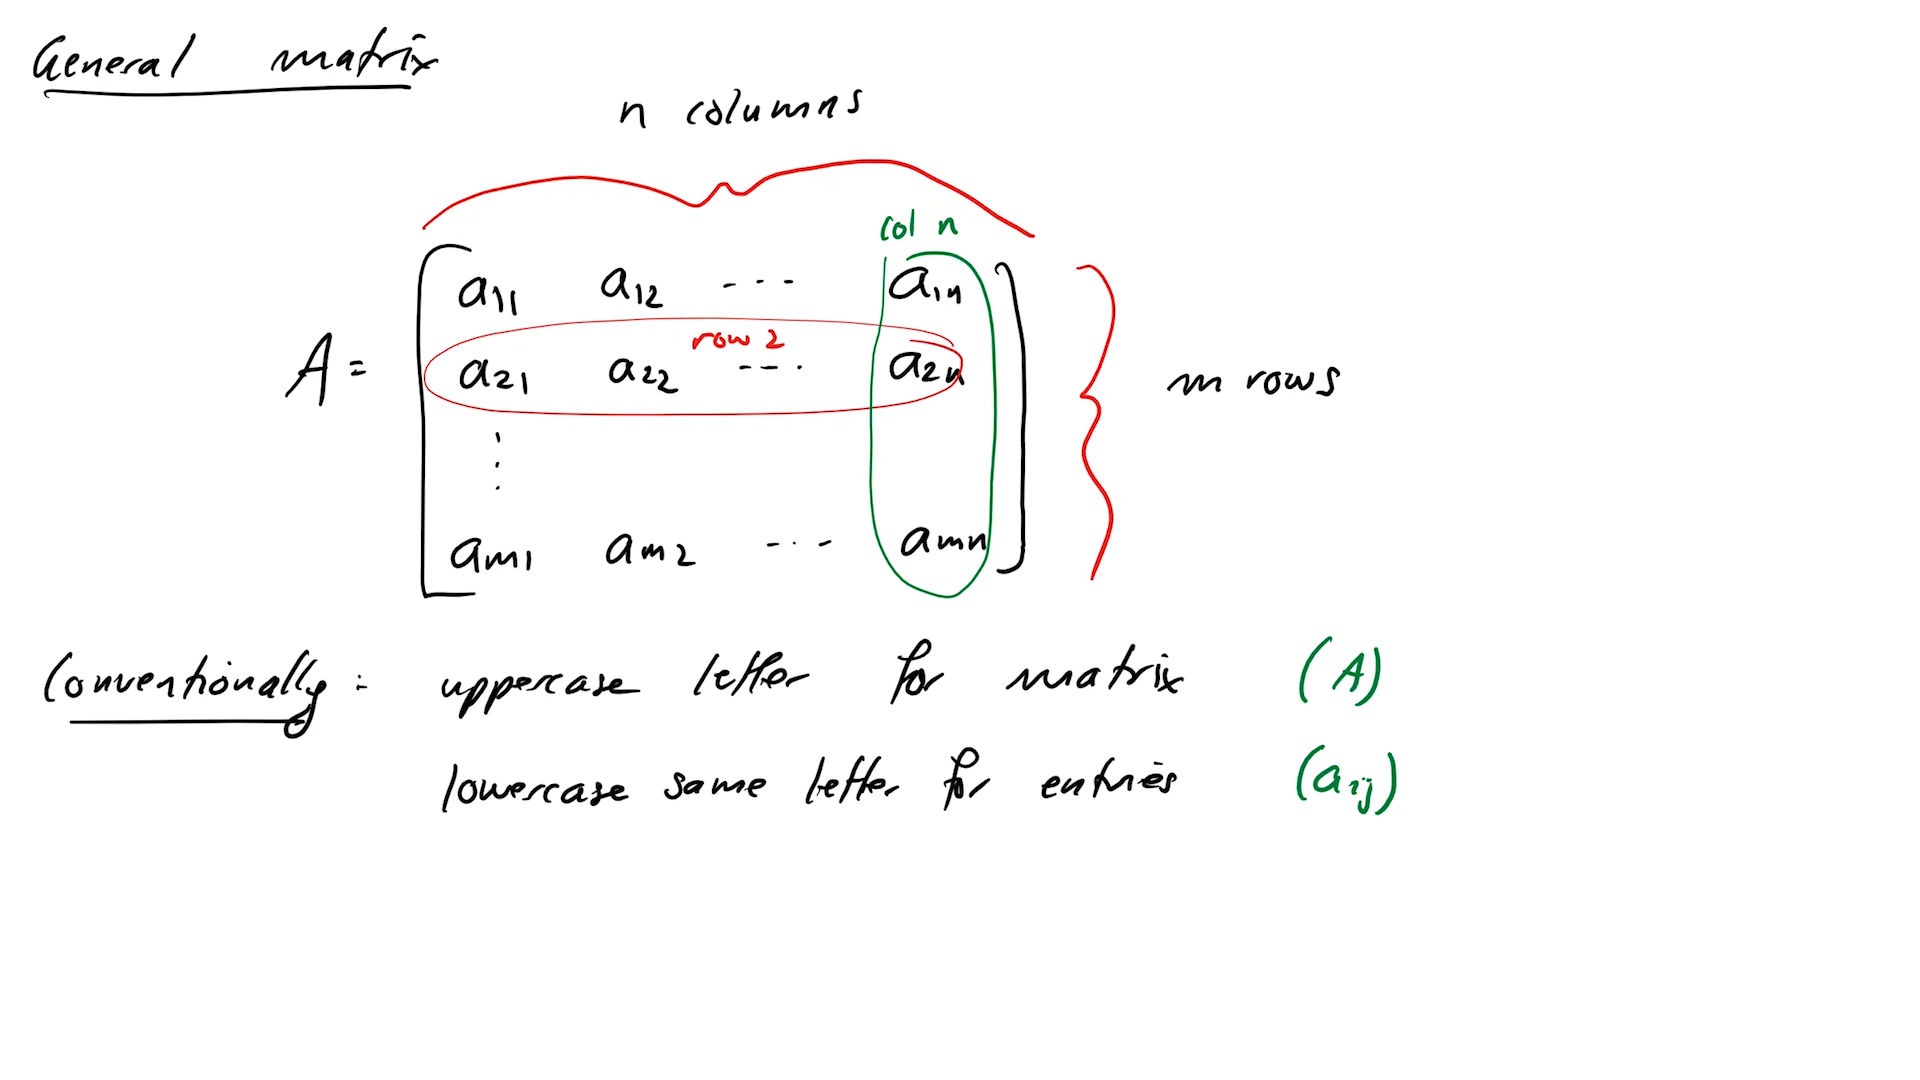 General matrix
n columns
col n
a11 a12 --- a1n
row 2
A = a21 a22 --- a2n
m rows
⋮
am1 am2 --- amn
Conventionally : uppercase letter for matrix (A)
lowercase same letter for entries (aij)